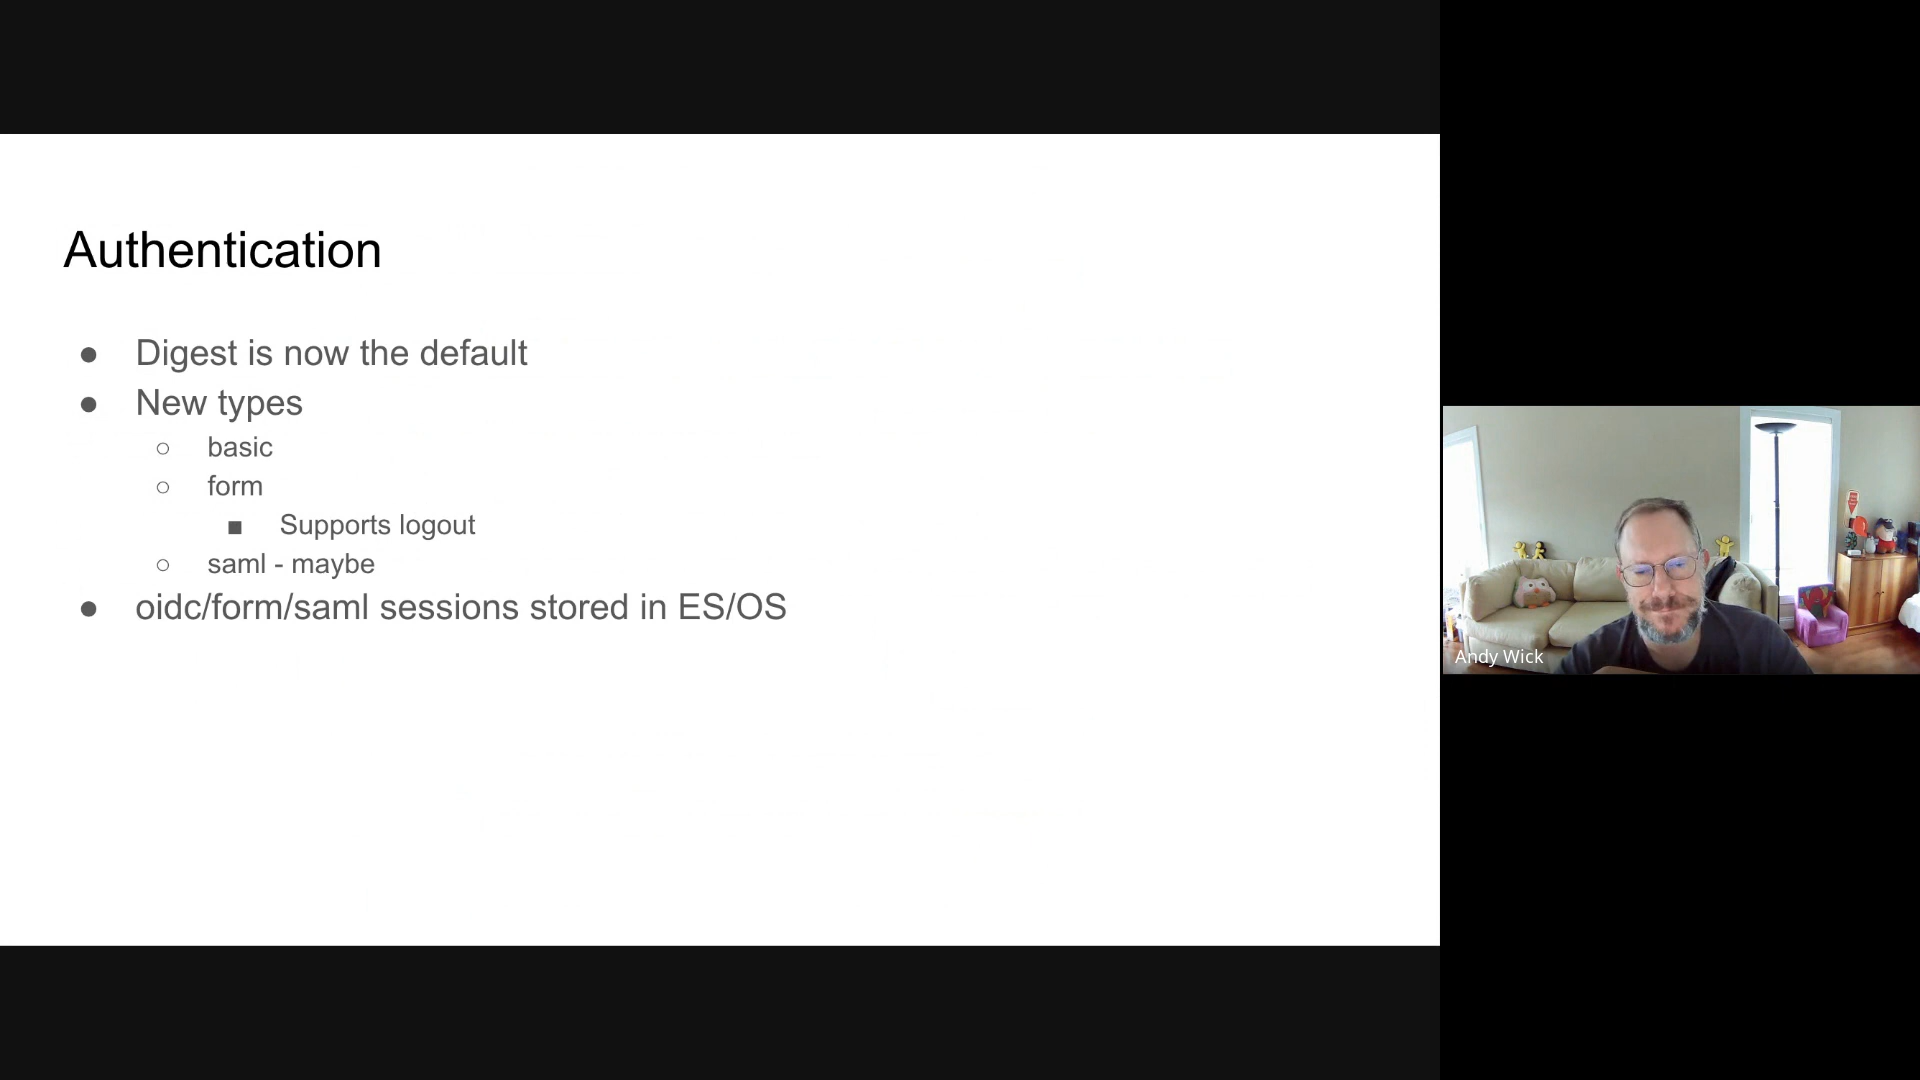 Authentication
● Digest is now the default
● New types
○ basic
○ form
■ Supports logout
○ saml - maybe
● oidc/form/saml sessions stored in ES/OS
Andy Wick